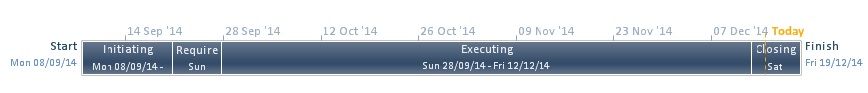 14 Sep '14 28 Sep '14 12 Oct '14 26 Oct '14 09 Nov '14 23 Nov '14 07 Dec '14 Today
Start Initiating Require Executing Closing Finish
Mon 08/09/14 Mon 08/09/14 - Sun Sun 28/09/14 - Fri 12/12/14 Sat Fri 19/12/14